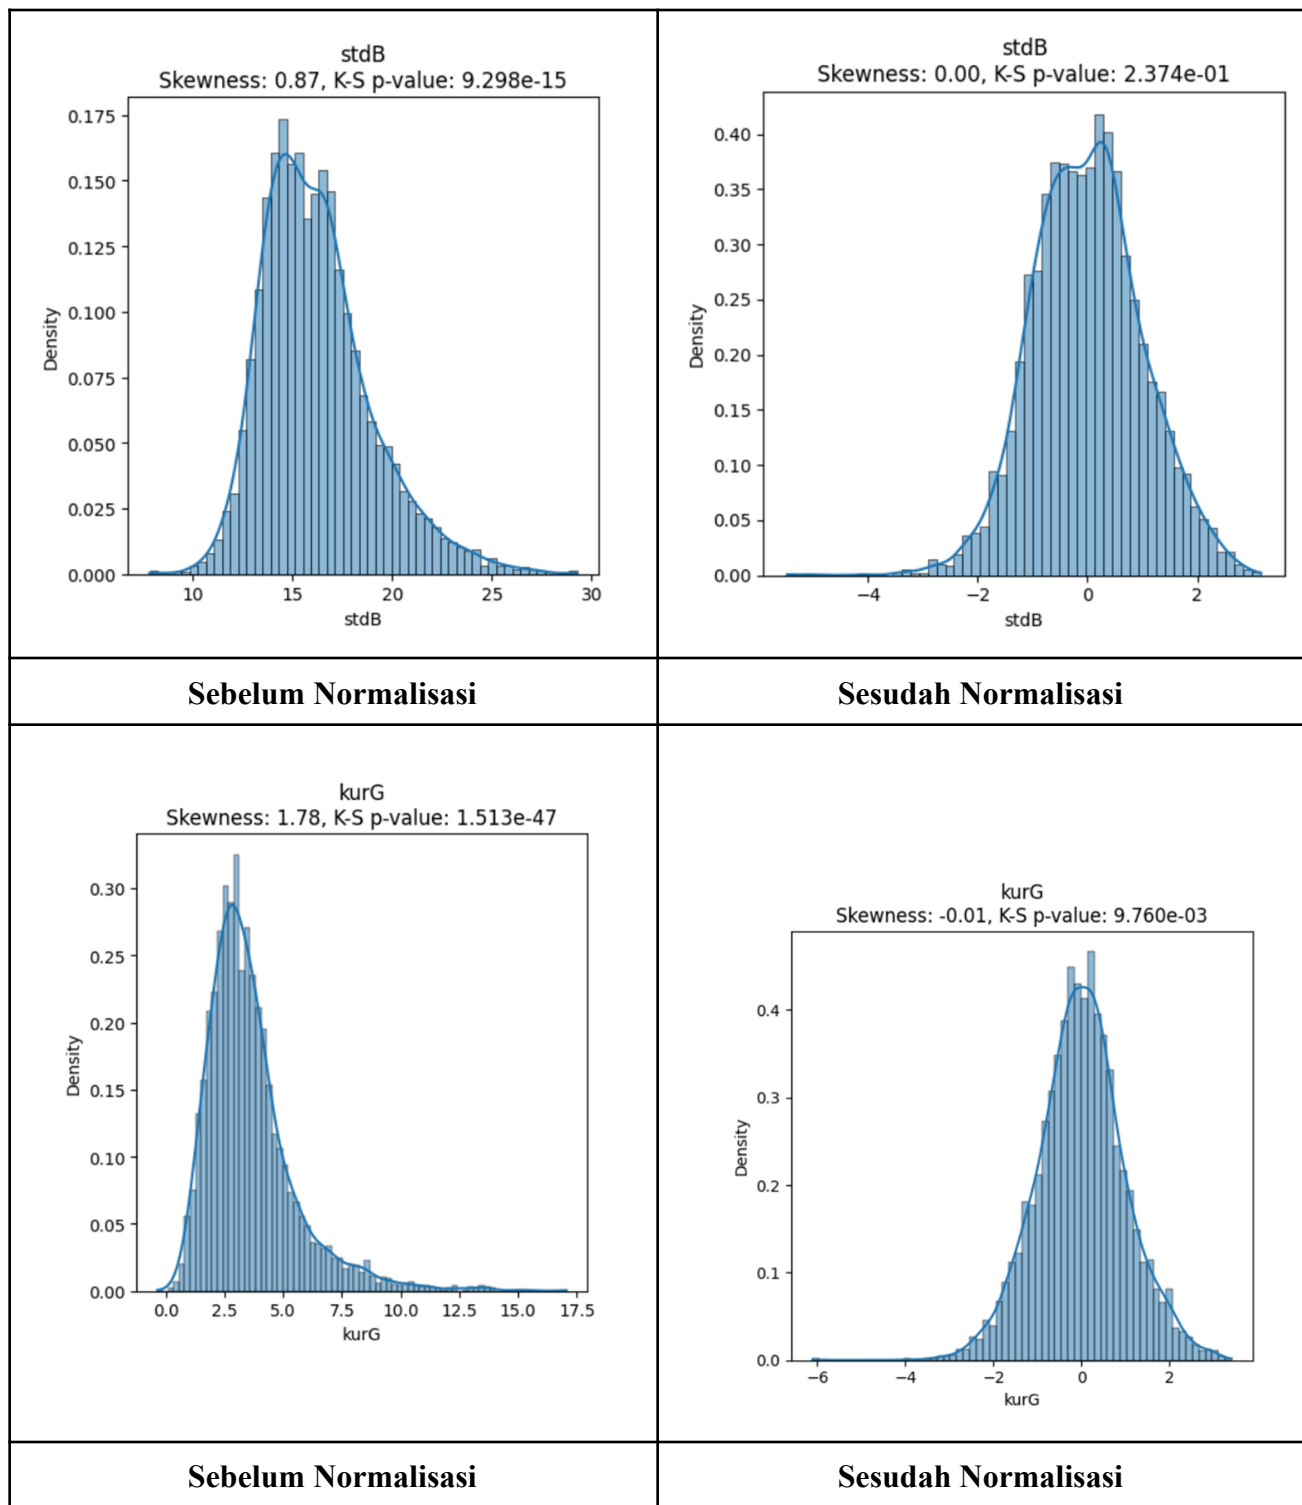 stdB
Skewness: 0.87, K-S p-value: 9.298e-15
0.175
0.150
0.125
0.100
0.075
0.050
0.025
0.000
Density
10 15 20 25 30
stdB
stdB
Skewness: 0.00, K-S p-value: 2.374e-01
0.40
0.35
0.30
0.25
0.20
0.15
0.10
0.05
0.00
Density
−4 −2 0 2
stdB
Sebelum Normalisasi
Sesudah Normalisasi
kurG
Skewness: 1.78, K-S p-value: 1.513e-47
0.30
0.25
0.20
0.15
0.10
0.05
0.00
Density
0.0 2.5 5.0 7.5 10.0 12.5 15.0 17.5
kurG
kurG
Skewness: -0.01, K-S p-value: 9.760e-03
0.4
0.3
0.2
0.1
0.0
Density
−6 −4 −2 0 2
kurG
Sebelum Normalisasi
Sesudah Normalisasi